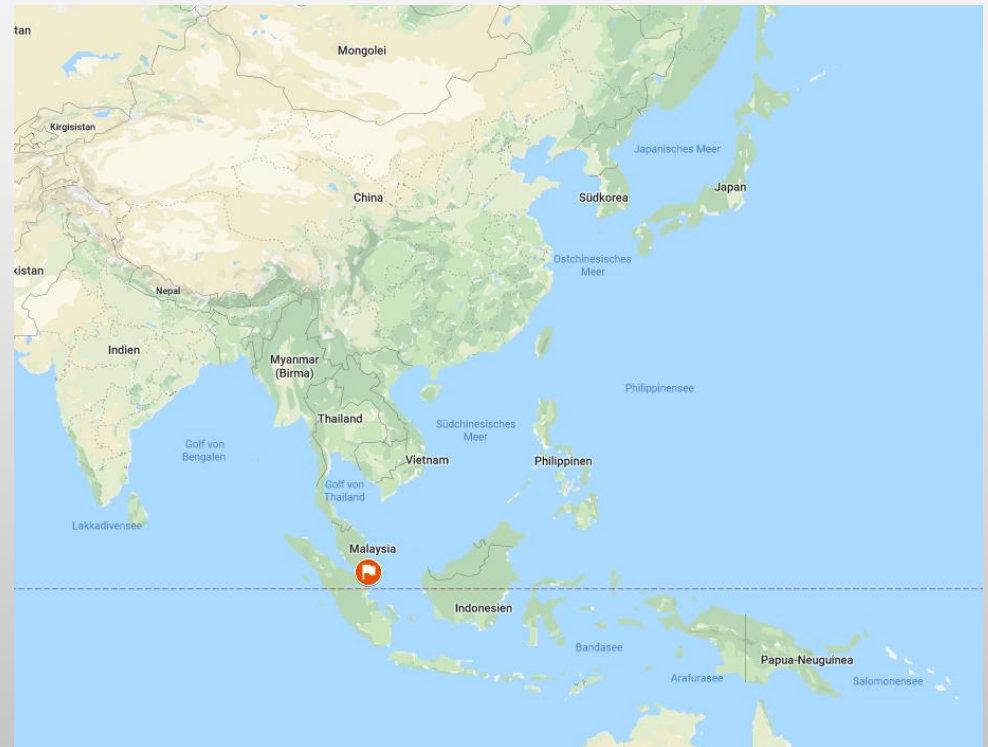 tan
Mongolei
Kirgisistan
Japanisches Meer
Japan
China
Südkorea
Ostchinesisches
Meer
kistan
Nepal
Indien
Myanmar
(Birma)
Philippinensee
Thailand
Südchinesisches
Meer
Golf von
Bengalen
Vietnam
Philippinen
Golf von
Thailand
Lakkadivensee
Malaysia
Indonesien
Bandasee
Papua-Neuguinea
Arafurasee
Salomonensee